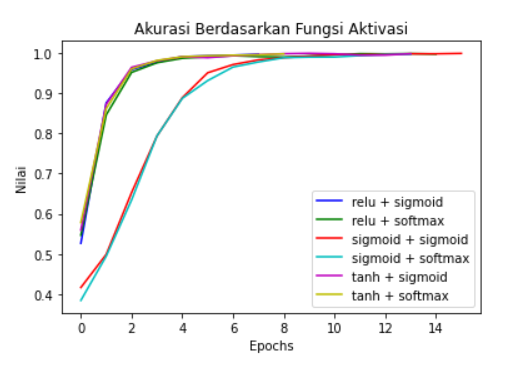 Akurasi Berdasarkan Fungsi Aktivasi
Nilai
1.0
0.9
0.8
0.7
0.6
0.5
0.4
relu + sigmoid
relu + softmax
sigmoid + sigmoid
sigmoid + softmax
tanh + sigmoid
tanh + softmax
0 2 4 6 8 10 12 14
Epochs